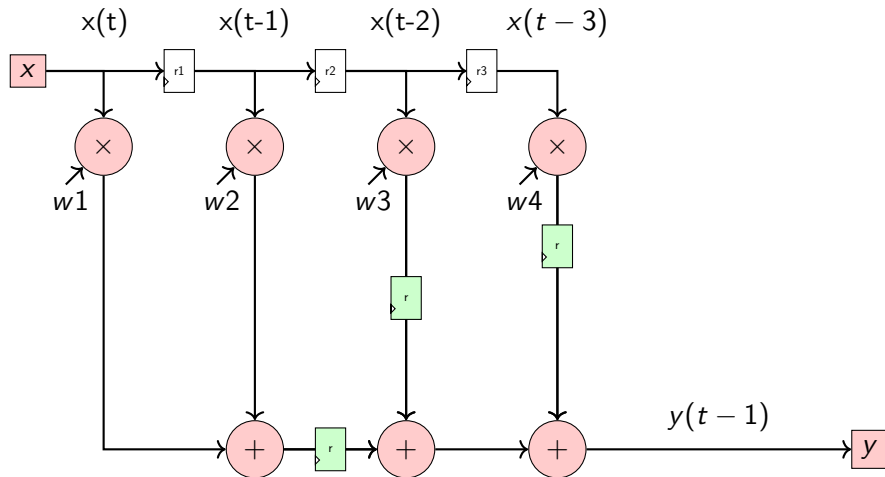 x(t) x(t-1) x(t-2) x(t − 3)
x r1 r2 r3
× × × ×
w1 w2 w3 w4
r
r
y(t − 1)
+ r + + y